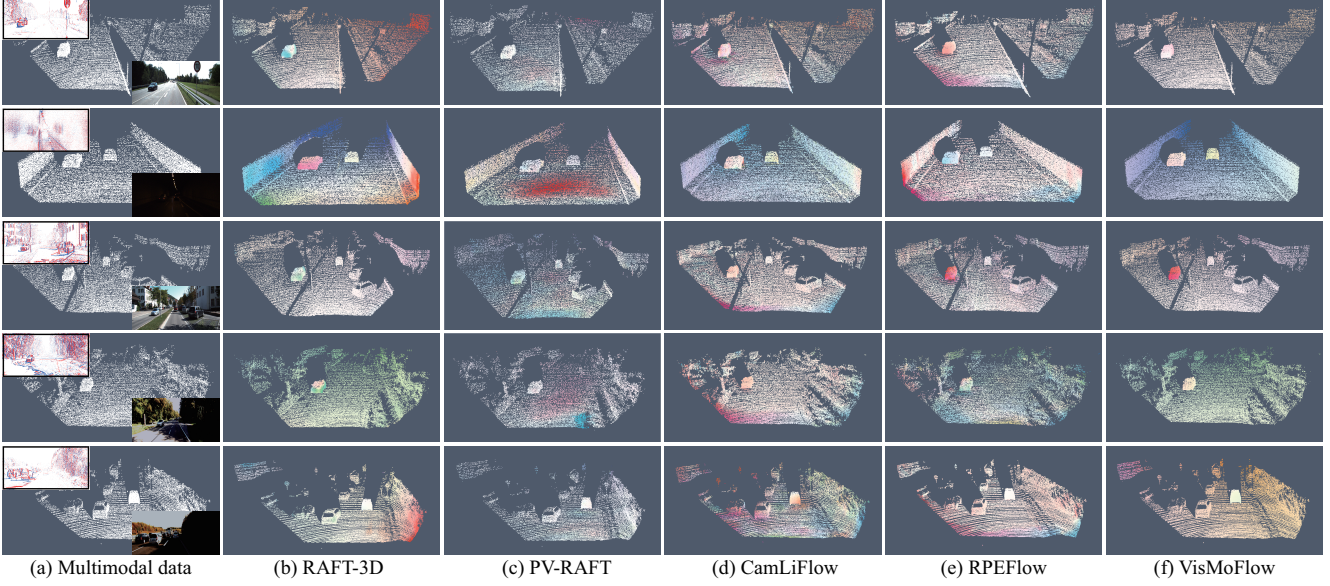 (a) Multimodal data
(b) RAFT-3D
(c) PV-RAFT
(d) CamLiFlow
(e) RPEFlow
(f) VisMoFlow